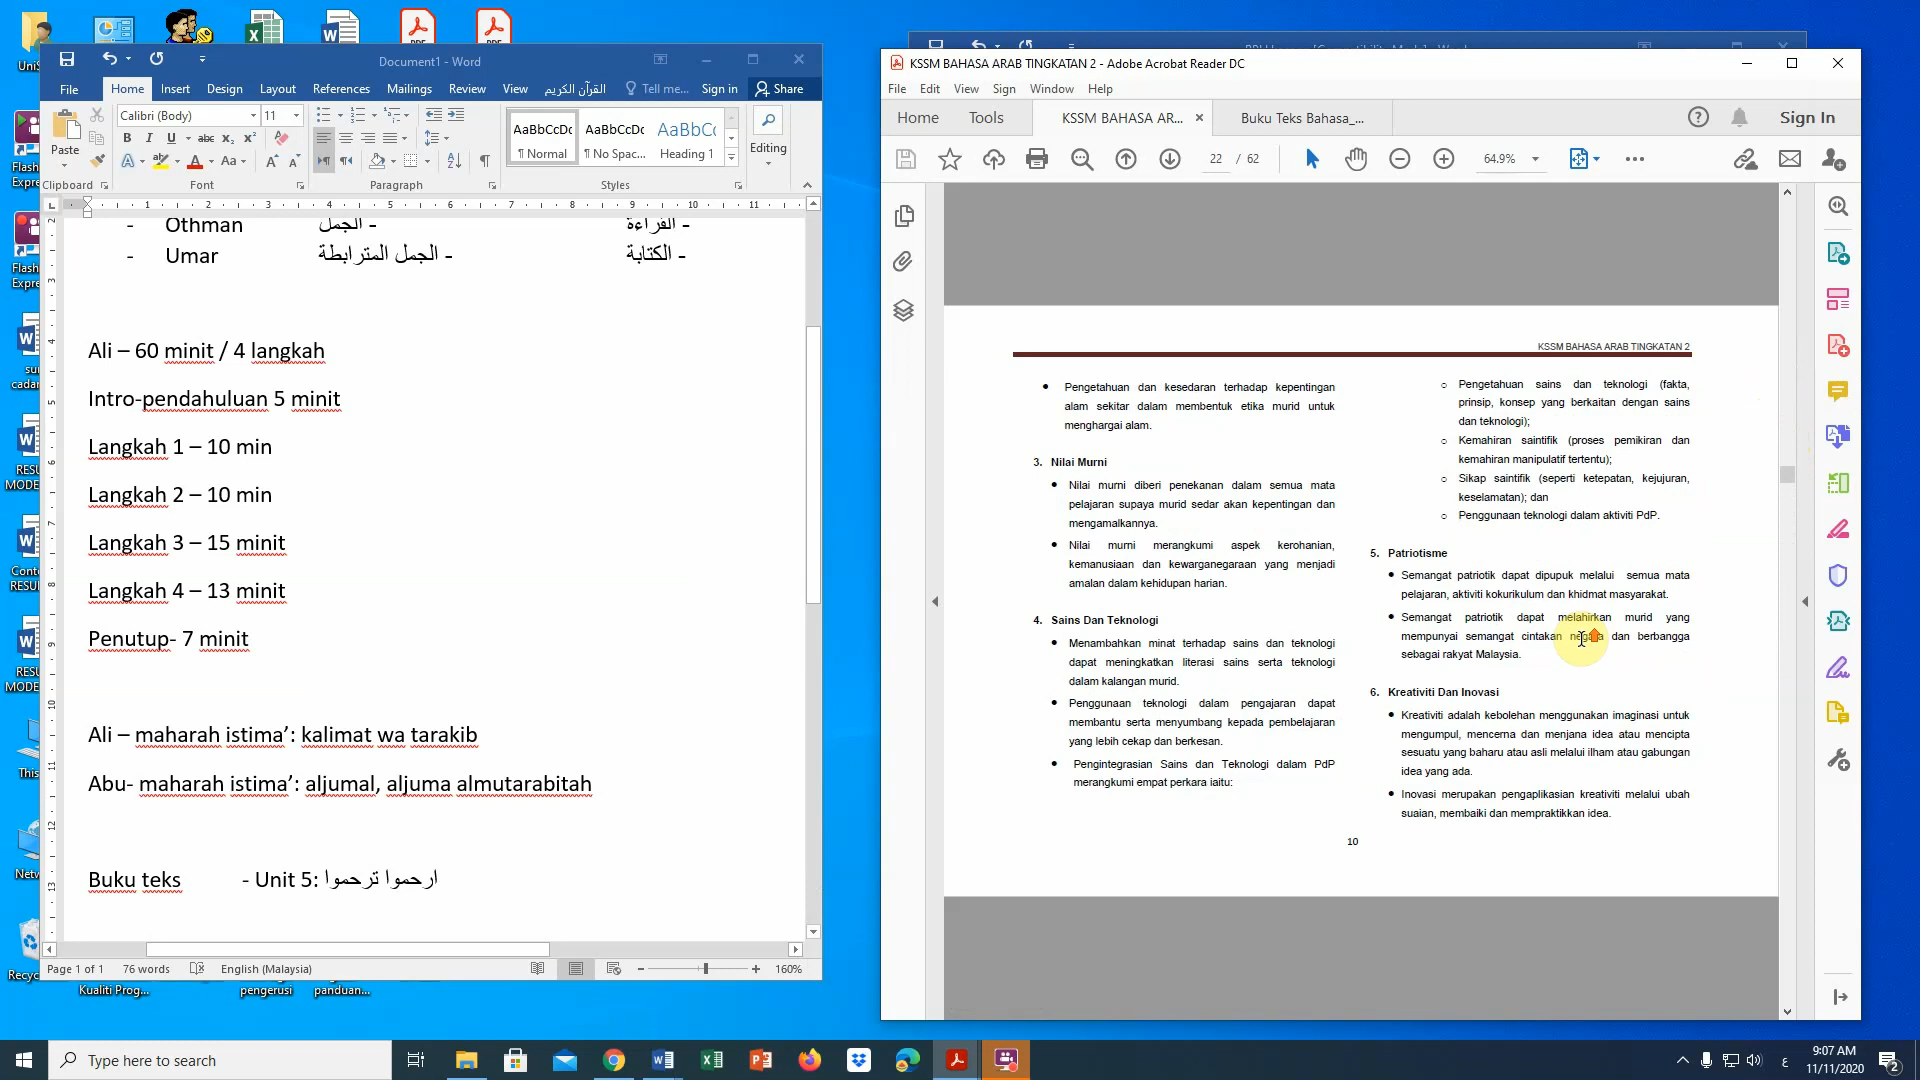 Document1 - Word
File Home Insert Design Layout References Mailings Review View القرآن الكريم Tell me... Sign in Share
Calibri (Body) 11
Paste
AaBbCcDc AaBbCcDc AaBbCc
¶ Normal ¶ No Spac... Heading 1
Editing
Clipboard Font Paragraph Styles
- Othman - الجمل - القراءة
- Umar - الجمل المترابطة - الكتابة
Ali – 60 minit / 4 langkah
Intro-pendahuluan 5 minit
Langkah 1 – 10 min
Langkah 2 – 10 min
Langkah 3 – 15 minit
Langkah 4 – 13 minit
Penutup- 7 minit
Ali – maharah istima’: kalimat wa tarakib
Abu- maharah istima’: aljumal, aljuma almutarabitah
Buku teks - Unit 5: ارحموا ترحموا
Page 1 of 1 76 words English (Malaysia) 160%
Kualiti Prog... pengerusi panduan...
KSSM BAHASA ARAB TINGKATAN 2 - Adobe Acrobat Reader DC
File Edit View Sign Window Help
Home Tools KSSM BAHASA AR... Buku Teks Bahasa_... Sign In
22 / 62 64.9%
KSSM BAHASA ARAB TINGKATAN 2
• Pengetahuan dan kesedaran terhadap kepentingan
alam sekitar dalam membentuk etika murid untuk
menghargai alam.
3. Nilai Murni
• Nilai murni diberi penekanan dalam semua mata
pelajaran supaya murid sedar akan kepentingan dan
mengamalkannya.
• Nilai murni merangkumi aspek kerohanian,
kemanusiaan dan kewarganegaraan yang menjadi
amalan dalam kehidupan harian.
4. Sains Dan Teknologi
• Menambahkan minat terhadap sains dan teknologi
dapat meningkatkan literasi sains serta teknologi
dalam kalangan murid.
• Penggunaan teknologi dalam pengajaran dapat
membantu serta menyumbang kepada pembelajaran
yang lebih cekap dan berkesan.
• Pengintegrasian Sains dan Teknologi dalam PdP
merangkumi empat perkara iaitu:
o Pengetahuan sains dan teknologi (fakta,
prinsip, konsep yang berkaitan dengan sains
dan teknologi);
o Kemahiran saintifik (proses pemikiran dan
kemahiran manipulatif tertentu);
o Sikap saintifik (seperti ketepatan, kejujuran,
keselamatan); dan
o Penggunaan teknologi dalam aktiviti PdP.
5. Patriotisme
• Semangat patriotik dapat dipupuk melalui semua mata
pelajaran, aktiviti kokurikulum dan khidmat masyarakat.
• Semangat patriotik dapat melahirkan murid yang
mempunyai semangat cintakan negara dan berbangga
sebagai rakyat Malaysia.
6. Kreativiti Dan Inovasi
• Kreativiti adalah kebolehan menggunakan imaginasi untuk
mengumpul, mencerna dan menjana idea atau mencipta
sesuatu yang baharu atau asli melalui ilham atau gabungan
idea yang ada.
• Inovasi merupakan pengaplikasian kreativiti melalui ubah
suaian, membaiki dan mempraktikkan idea.
10
Type here to search
ع
9:07 AM
11/11/2020
2